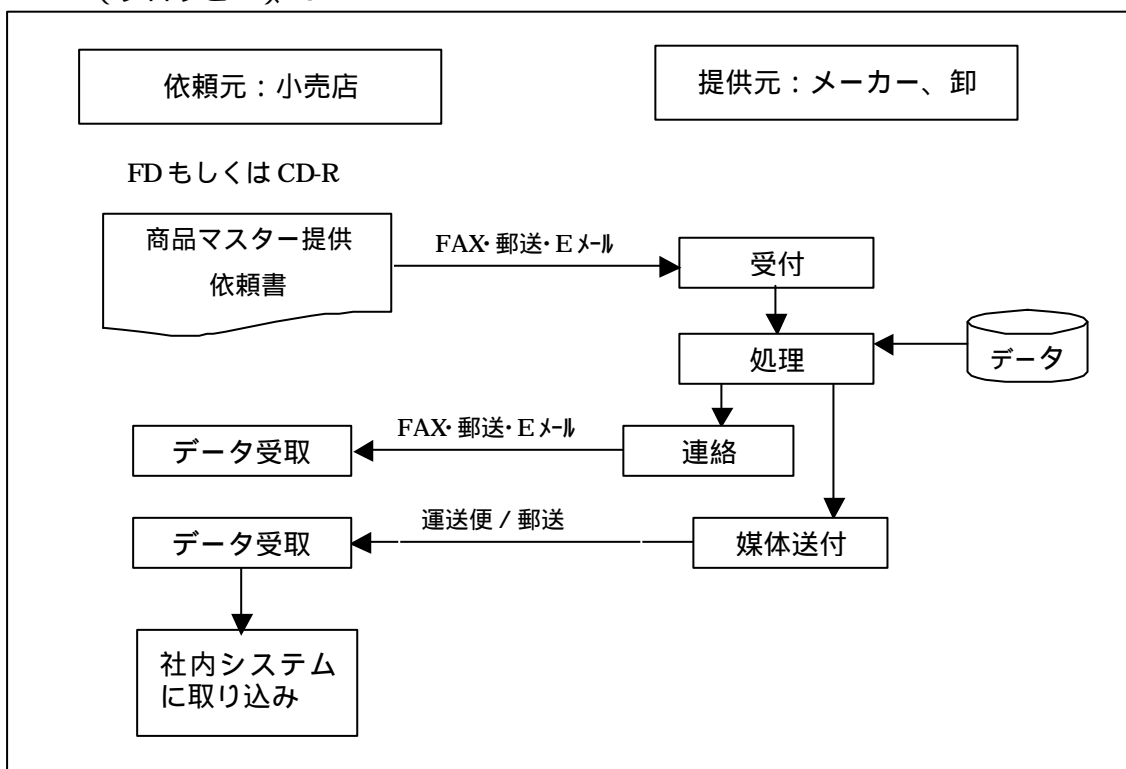 依頼元：小売店
提供元：メーカー、卸
FDもしくはCD-R
商品マスター提供
依頼書
FAX・郵送・Eメール
受付
処理
データ
データ受取
FAX・郵送・Eメール
連絡
データ受取
運送便／郵送
媒体送付
社内システム
に取り込み